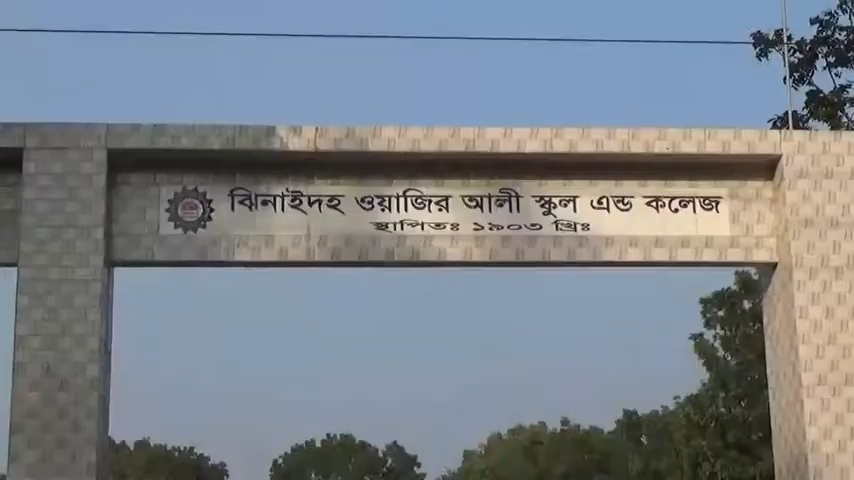 ঝিনাইদহ ওয়াজির আলী স্কুল এন্ড কলেজ
স্থাপিতঃ ১৯০৩ খ্রিঃ